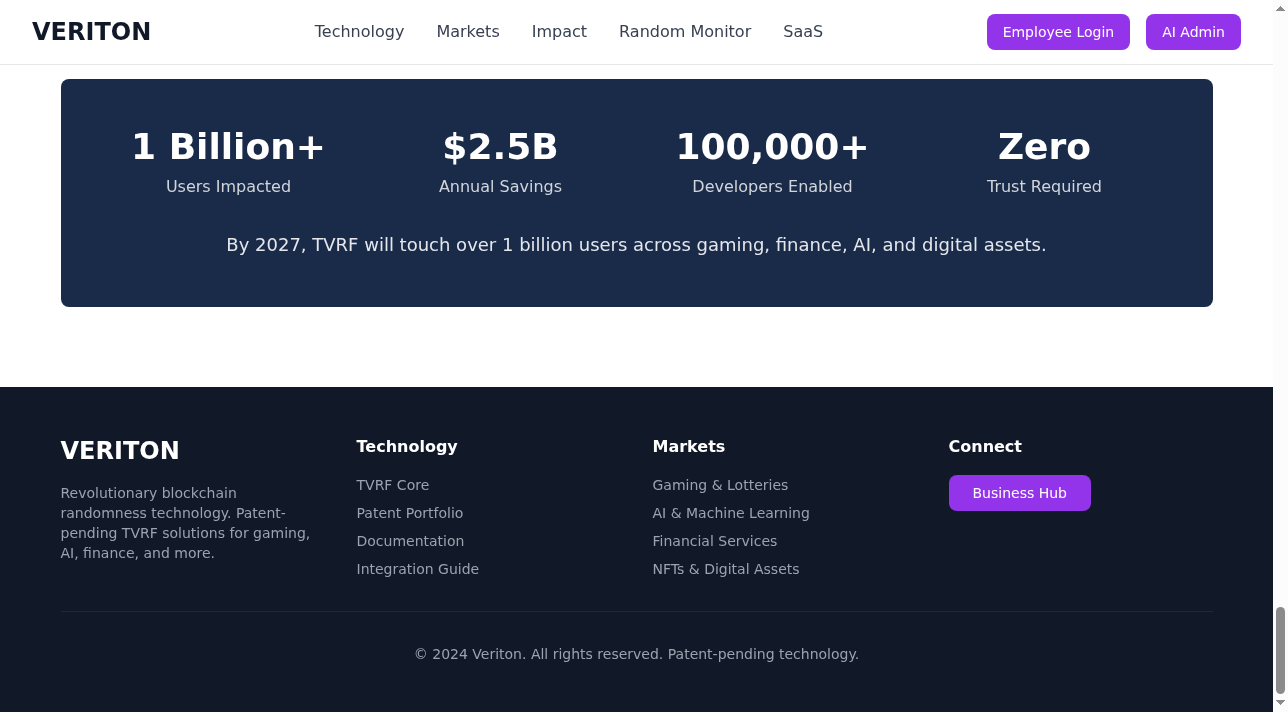 VERITON
Technology
Markets
Impact
Random Monitor
SaaS
Employee Login
AI Admin
1 Billion+
Users Impacted
$2.5B
Annual Savings
100,000+
Developers Enabled
Zero
Trust Required
By 2027, TVRF will touch over 1 billion users across gaming, finance, AI, and digital assets.
VERITON
Revolutionary blockchain
randomness technology. Patent-
pending TVRF solutions for gaming,
AI, finance, and more.
Technology
TVRF Core
Patent Portfolio
Documentation
Integration Guide
Markets
Gaming & Lotteries
AI & Machine Learning
Financial Services
NFTs & Digital Assets
Connect
Business Hub
© 2024 Veriton. All rights reserved. Patent-pending technology.